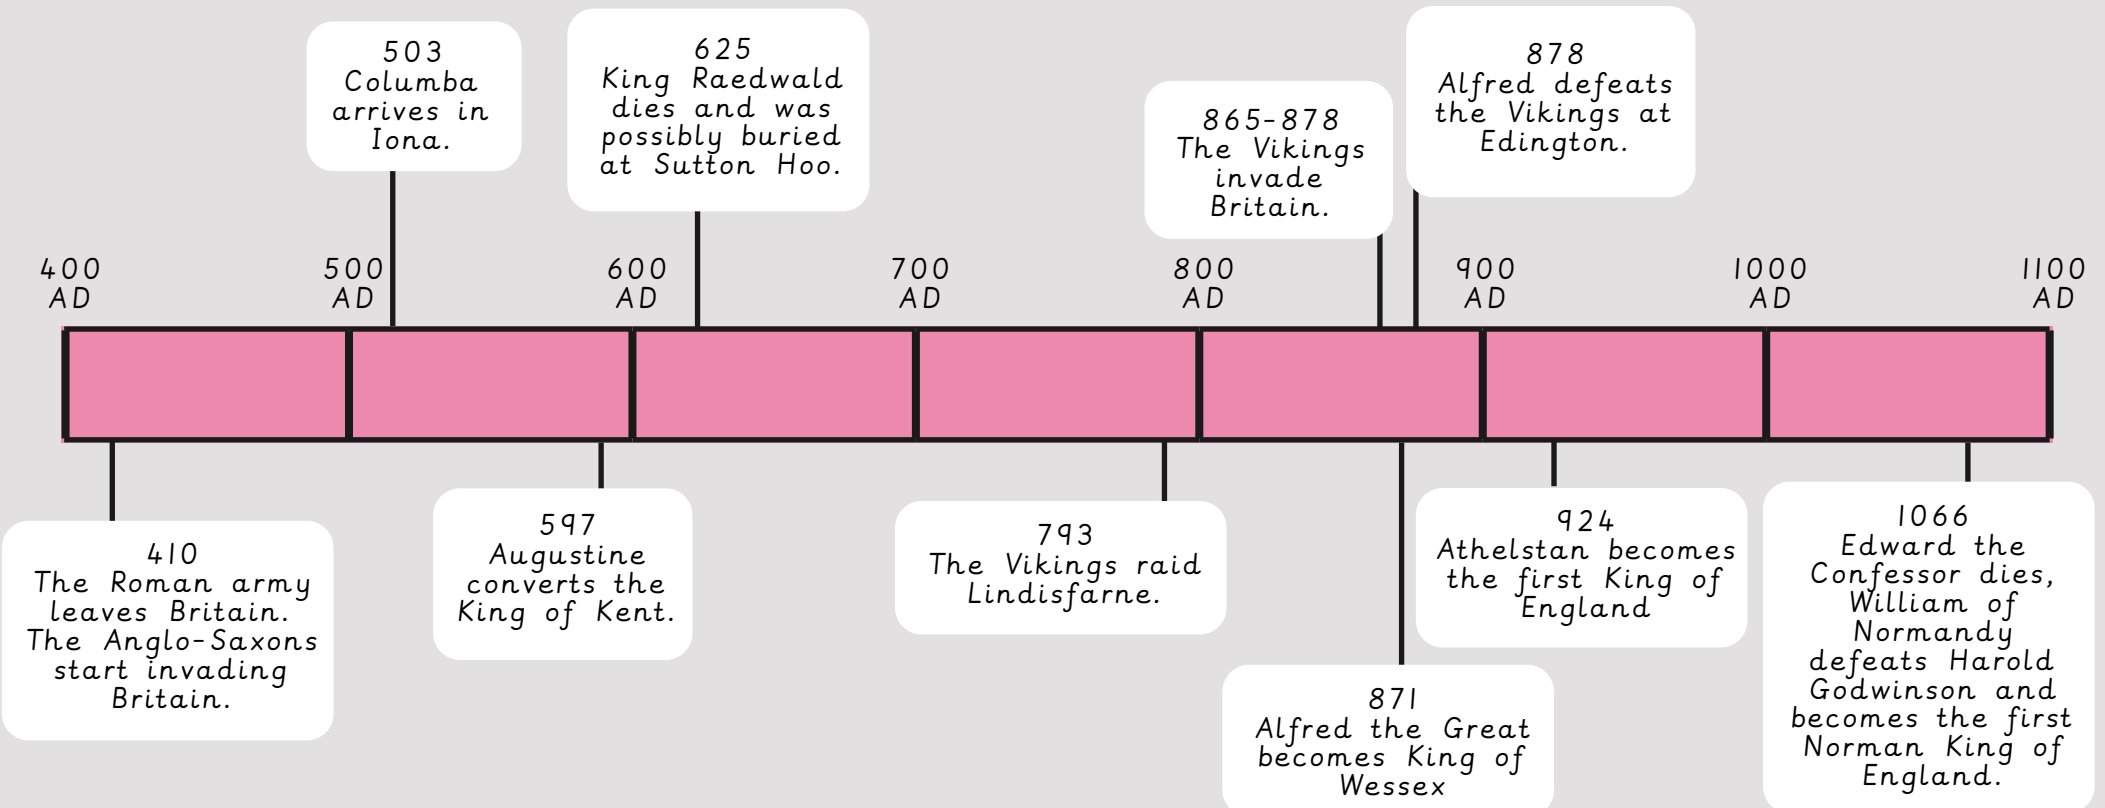 503
Columba
arrives in
Iona.
625
King Raedwald
dies and was
possibly buried
at Sutton Hoo.
865-878
The Vikings
invade
Britain.
878
Alfred defeats
the Vikings at
Edington.
400
AD
500
AD
600
AD
700
AD
800
AD
900
AD
1000
AD
1100
AD
410
The Roman army
leaves Britain.
The Anglo-Saxons
start invading
Britain.
597
Augustine
converts the
King of Kent.
793
The Vikings raid
Lindisfarne.
871
Alfred the Great
becomes King of
Wessex
924
Athelstan becomes
the first King of
England
1066
Edward the
Confessor dies,
William of
Normandy
defeats Harold
Godwinson and
becomes the first
Norman King of
England.